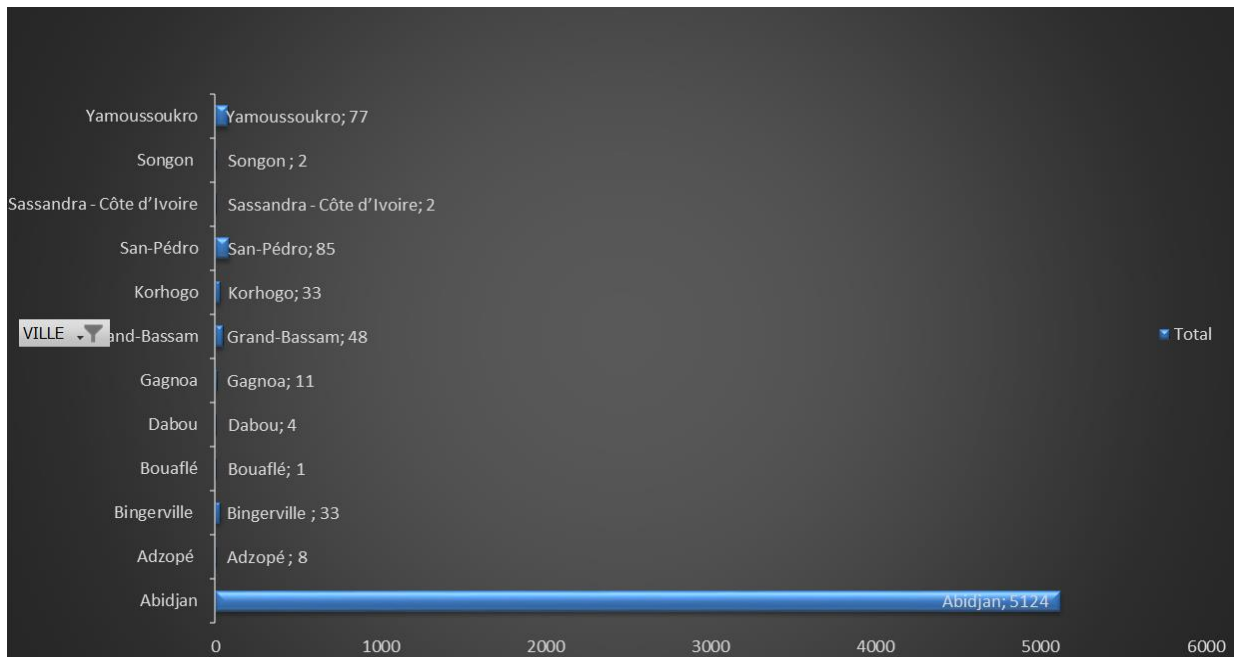 Yamoussoukro Yamoussoukro; 77
Songon Songon ; 2
Sassandra - Côte d’Ivoire Sassandra - Côte d’Ivoire; 2
San-Pédro San-Pédro; 85
Korhogo Korhogo; 33
VILLE and-Bassam Grand-Bassam; 48 Total
Gagnoa Gagnoa; 11
Dabou Dabou; 4
Bouaflé Bouaflé; 1
Bingerville Bingerville ; 33
Adzopé Adzopé ; 8
Abidjan Abidjan; 5124
0 1000 2000 3000 4000 5000 6000